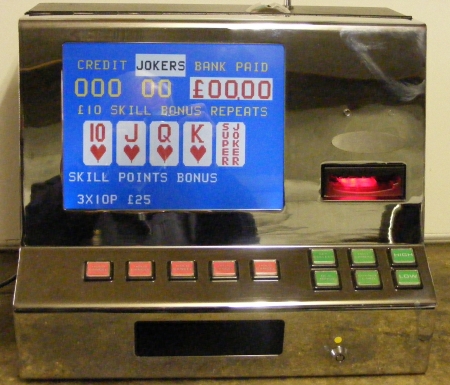 CREDIT JOKERS BANK PAID
000 00 £0000
£10 SKILL BONUS REPEATS
10 J Q K SUPER JOKER
SKILL POINTS BONUS
3X10P £25
LOW